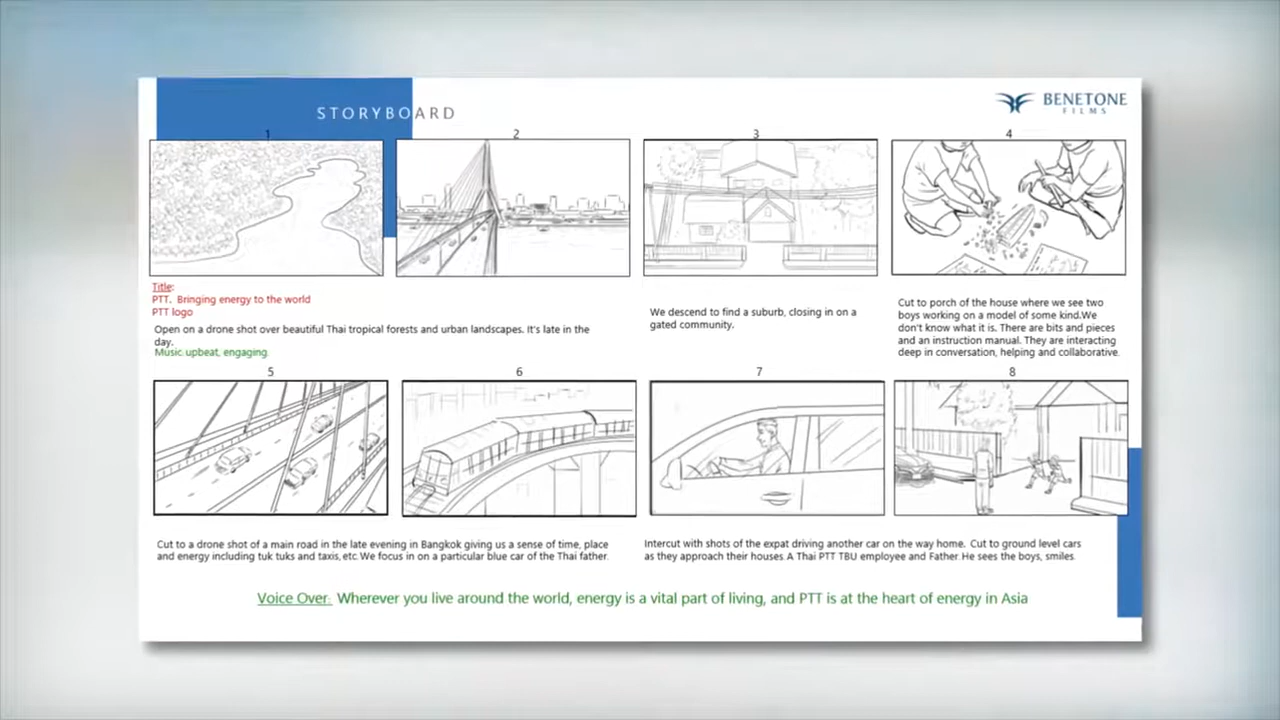 STORYBOARD
BENETONE
FILMS
1
2
3
4
Title:
PTT. Bringing energy to the world
PTT logo
Open on a drone shot over beautiful Thai tropical forests and urban landscapes. It's late in the
day.
Music: upbeat, engaging.
We descend to find a suburb, closing in on a
gated community.
Cut to porch of the house where we see two
boys working on a model of some kind.We
don't know what it is. There are bits and pieces
and an instruction manual. They are interacting
deep in conversation, helping and collaborative.
5
6
7
8
Cut to a drone shot of a main road in the late evening in Bangkok giving us a sense of time, place
and energy including tuk tuks and taxis, etc. We focus in on a particular blue car of the Thai father.
Intercut with shots of the expat driving another car on the way home. Cut to ground level cars
as they approach their houses. A Thai PTT TBU employee and Father. He sees the boys, smiles.
Voice Over: Wherever you live around the world, energy is a vital part of living, and PTT is at the heart of energy in Asia